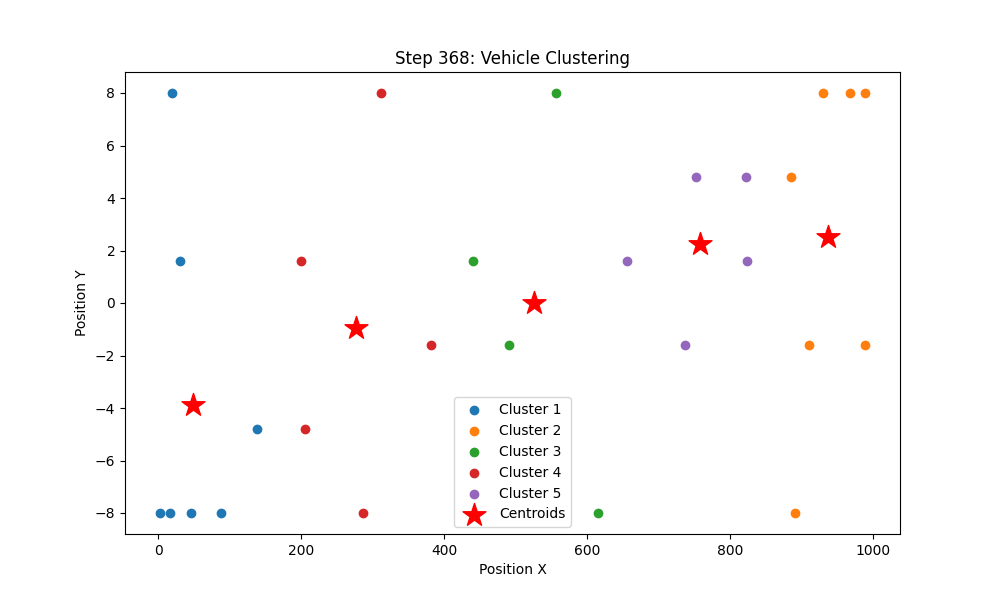 Step 368: Vehicle Clustering
Position Y
8
6
4
2
0
−2
−4
−6
−8
Cluster 1
Cluster 2
Cluster 3
Cluster 4
Cluster 5
Centroids
0 200 400 600 800 1000
Position X